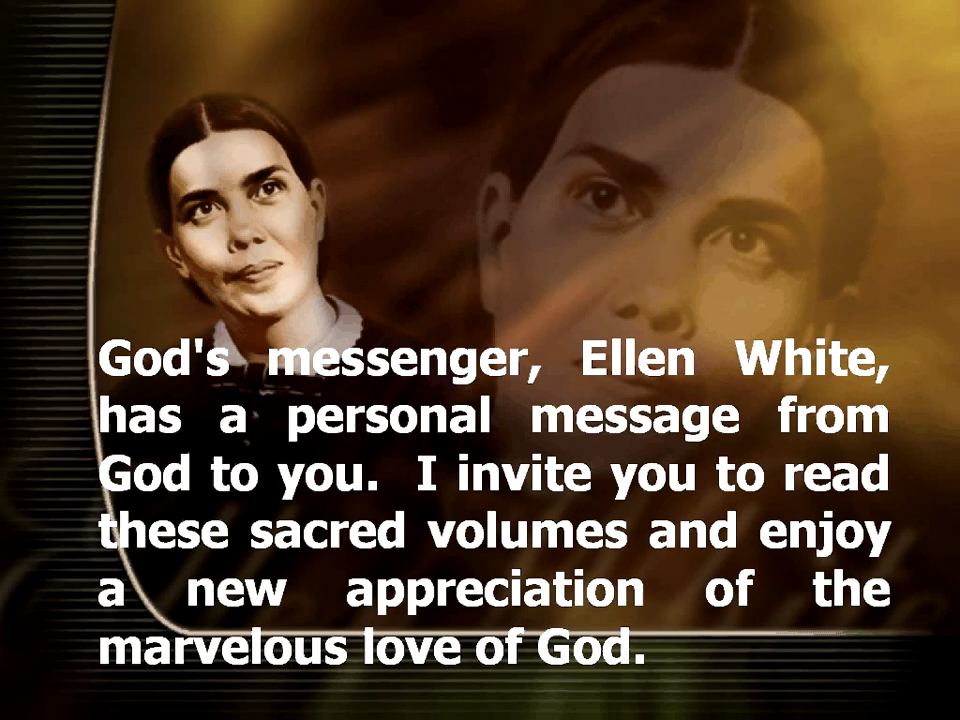 God's messenger, Ellen White,
has a personal message from
God to you. I invite you to read
these sacred volumes and enjoy
a new appreciation of the
marvelous love of God.